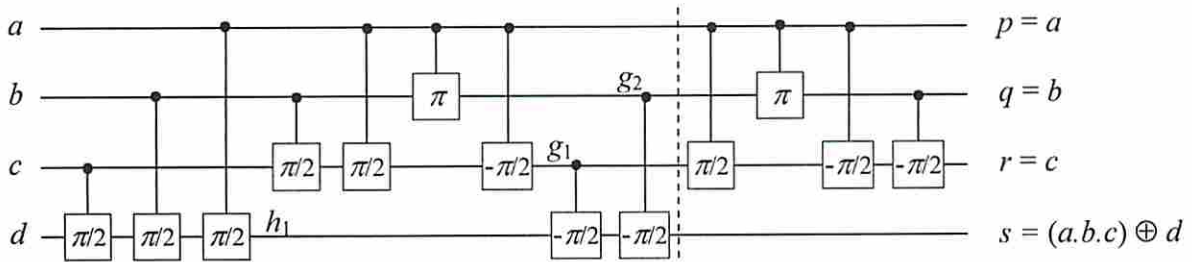 a p = a
b π g₂ π q = b
c π/2 π/2 -π/2 g₁ π/2 -π/2 -π/2 r = c
d π/2 π/2 π/2 h₁ -π/2 -π/2 s = (a.b.c) ⊕ d